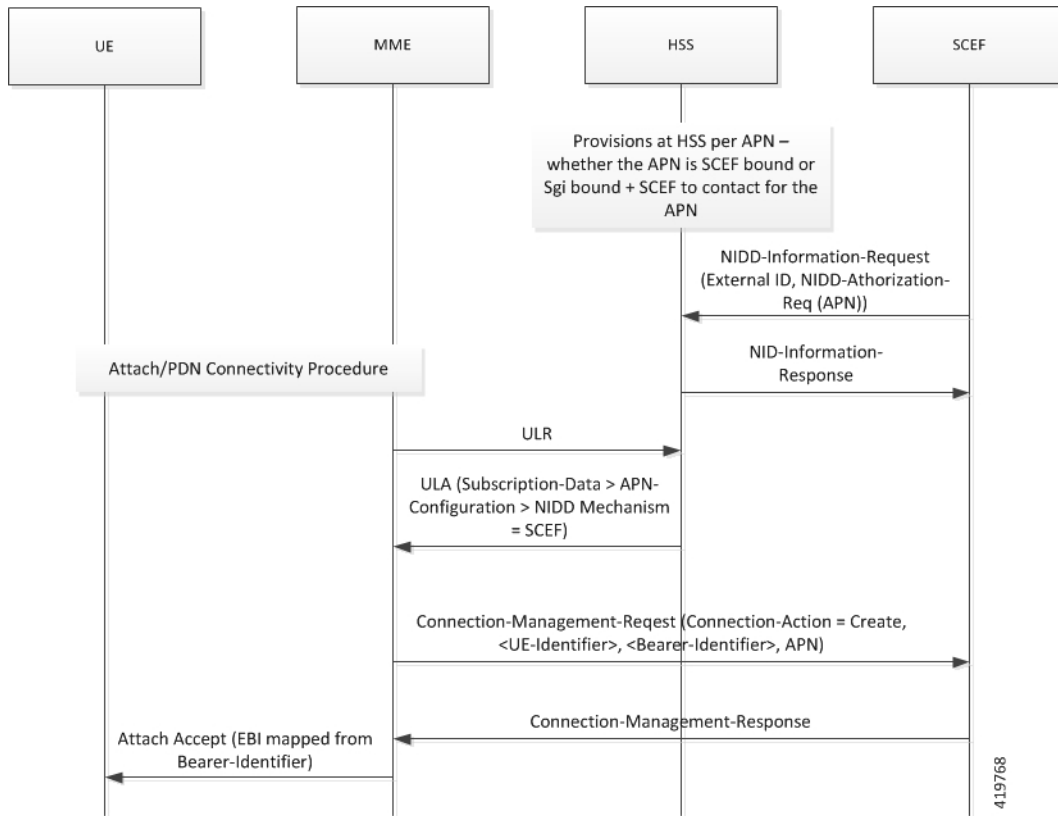 UE
MME
HSS
SCEF
Provisions at HSS per APN –
whether the APN is SCEF bound or
Sgi bound + SCEF to contact for the
APN
NIDD-Information-Request
(External ID, NIDD-Athorization-
Req (APN))
Attach/PDN Connectivity Procedure
NID-Information-
Response
ULR
ULA (Subscription-Data > APN-
Configuration > NIDD Mechanism
= SCEF)
Connection-Management-Reqest (Connection-Action = Create,
<UE-Identifier>, <Bearer-Identifier>, APN)
Connection-Management-Response
Attach Accept (EBI mapped from
Bearer-Identifier)
419768